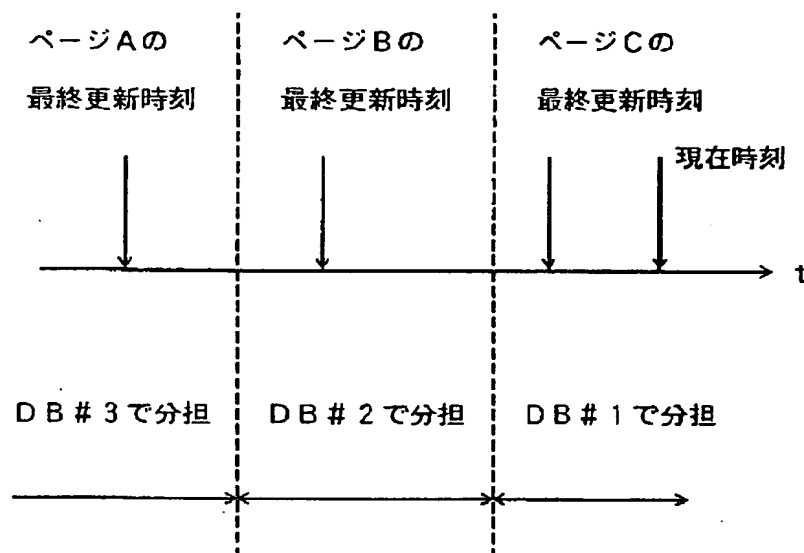 ページAの
最終更新時刻
ページBの
最終更新時刻
ページCの
最終更新時刻
現在時刻
t
DB#3で分担
DB#2で分担
DB#1で分担